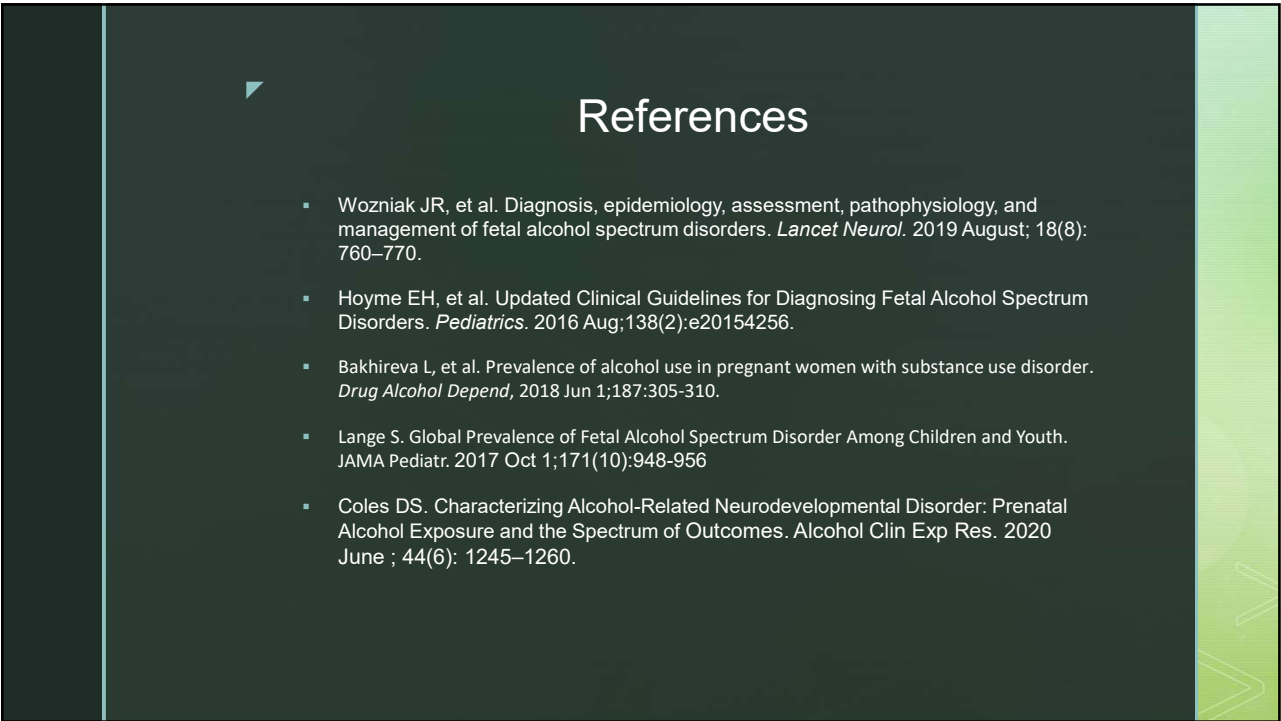 References
▪ Wozniak JR, et al. Diagnosis, epidemiology, assessment, pathophysiology, and
management of fetal alcohol spectrum disorders. Lancet Neurol. 2019 August; 18(8):
760–770.
▪ Hoyme EH, et al. Updated Clinical Guidelines for Diagnosing Fetal Alcohol Spectrum
Disorders. Pediatrics. 2016 Aug;138(2):e20154256.
▪ Bakhireva L, et al. Prevalence of alcohol use in pregnant women with substance use disorder.
Drug Alcohol Depend, 2018 Jun 1;187:305-310.
▪ Lange S. Global Prevalence of Fetal Alcohol Spectrum Disorder Among Children and Youth.
JAMA Pediatr. 2017 Oct 1;171(10):948-956
▪ Coles DS. Characterizing Alcohol-Related Neurodevelopmental Disorder: Prenatal
Alcohol Exposure and the Spectrum of Outcomes. Alcohol Clin Exp Res. 2020
June ; 44(6): 1245–1260.